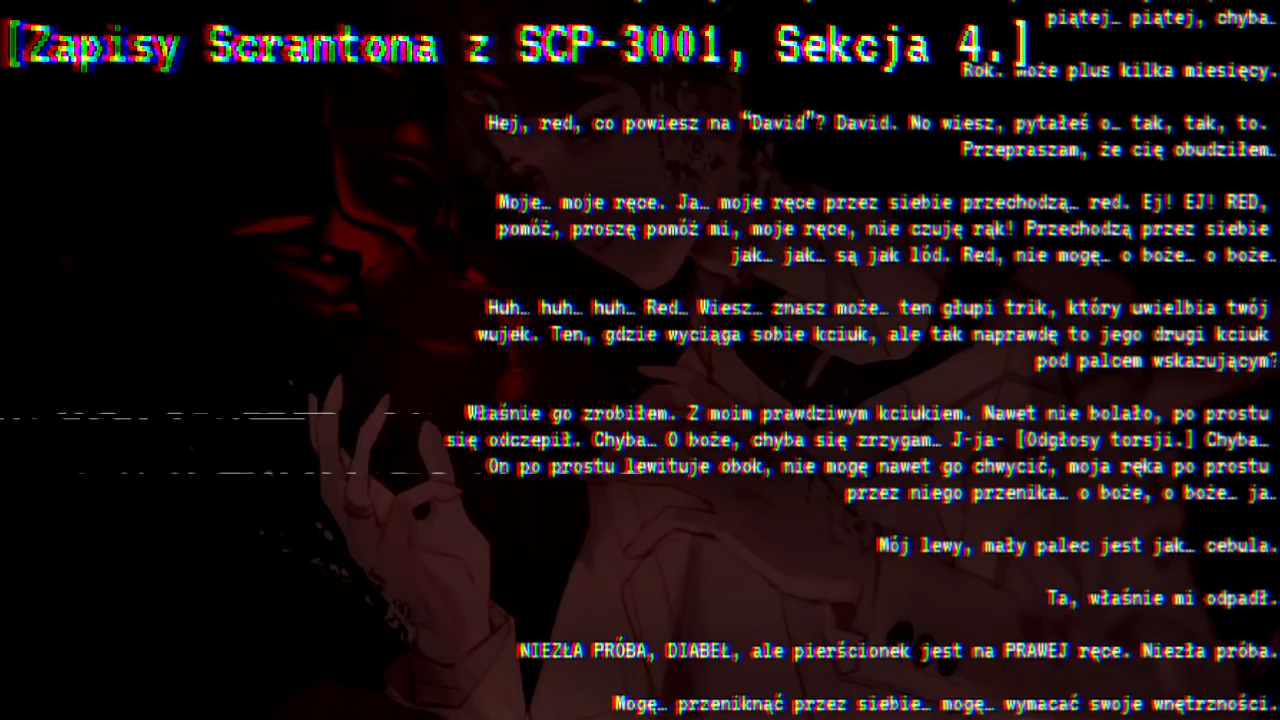 [Zapisy Scrantona z SCP-3001, Sekcja 4.]
piątej… piątej, chyba…
Rok. Może plus kilka miesięcy.
Hej, red, co powiesz na “David”? David. No wiesz, pytałeś o… tak, tak, to.
Przepraszam, że cię obudziłem.
Moje… moje ręce. Ja… moje ręce przez siebie przechodzą… red. Ej! EJ! RED,
pomóż, proszę pomóż mi, moje ręce, nie czuję rąk! Przechodzą przez siebie
jak… jak… są jak lód. Red, nie mogę… o boże… o boże.
Huh… huh… huh… Red… Wiesz… znasz może… ten głupi trik, który uwielbia twój
wujek. Ten, gdzie wyciąga sobie kciuk, ale tak naprawdę to jego drugi kciuk
pod palcem wskazującym?
Właśnie go zrobiłem. Z moim prawdziwym kciukiem. Nawet nie bolało, po prostu
się odczepił. Chyba… O boże, chyba się zrzygam… J-ja- [Odgłosy torsji.] Chyba…
On po prostu lewituje obok, nie mogę nawet go chwycić, moja ręka po prostu
przez niego przenika… o boże, o boże… ja…
Mój lewy, mały palec jest jak… cebula.
Ta, właśnie mi odpadł.
NIEZŁA PRÓBA, DIABEŁ, ale pierścionek jest na PRAWEJ ręce. Niezła próba.
Mogę… przeniknąć przez siebie… mogę… wymacać swoje wnętrzności.